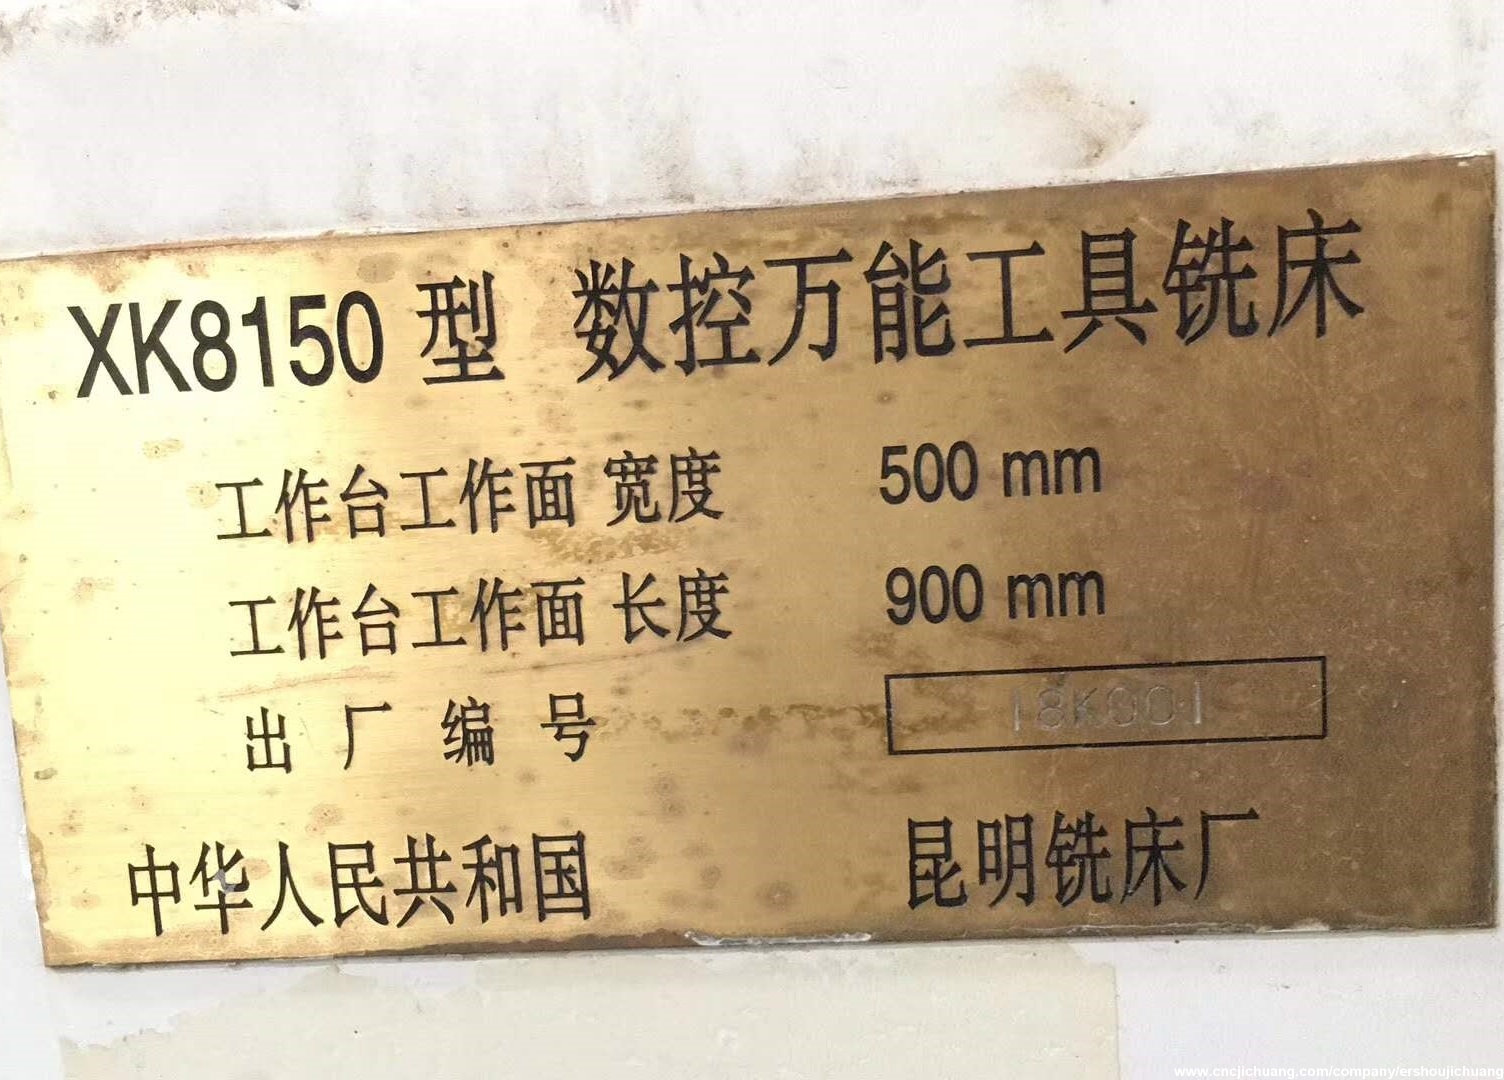 XK8150 型 数控万能工具铣床
工作台工作面 宽度 500 mm
工作台工作面 长度 900 mm
出厂编号 18K001
中华人民共和国 昆明铣床厂
www.cncjichuang.com/company/ershoujichuang